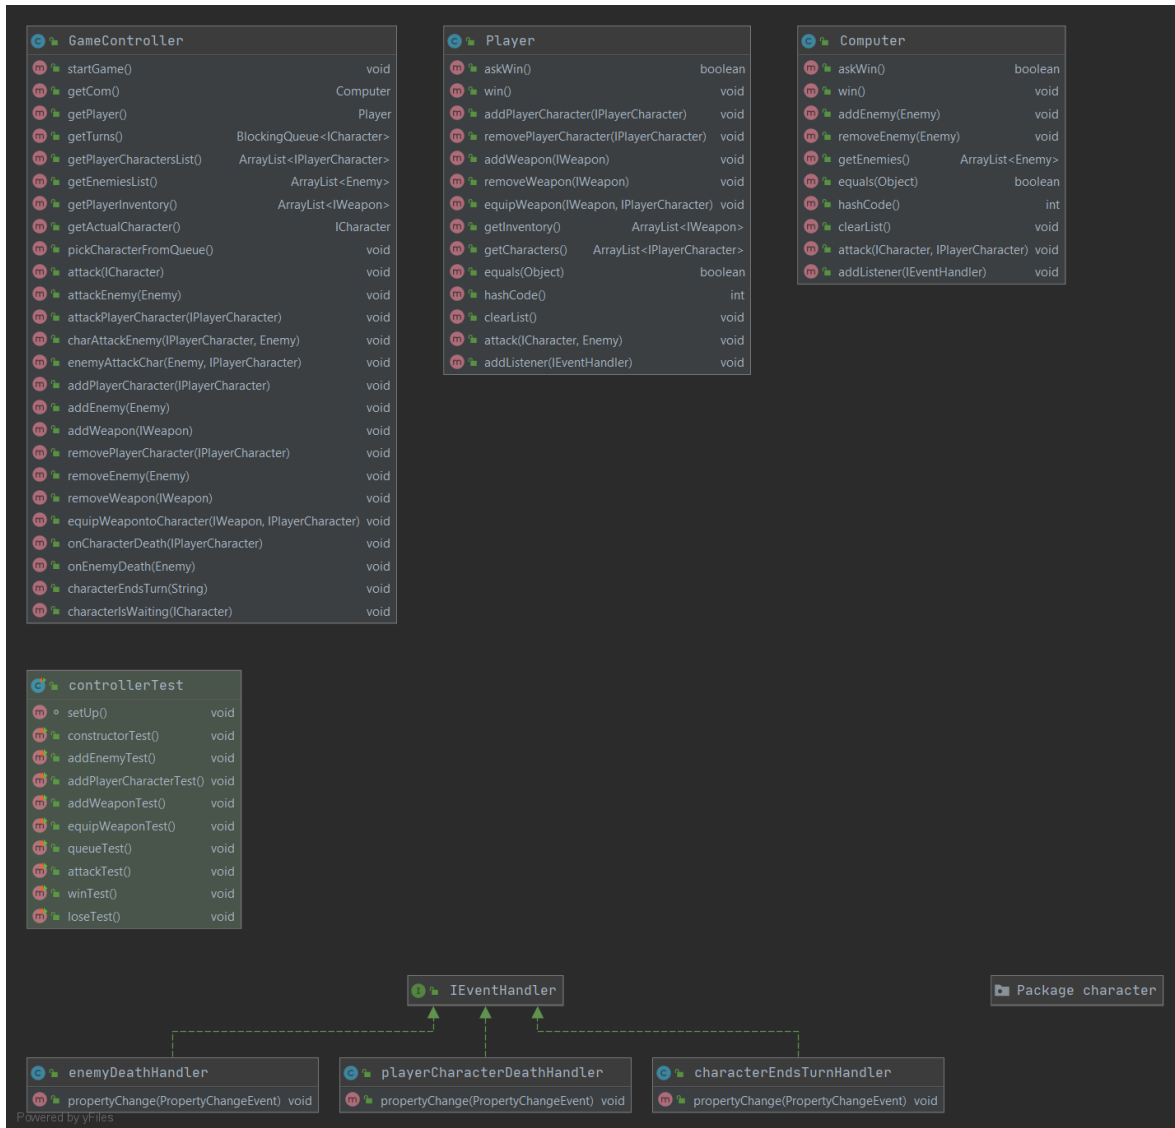 GameController
startGame() void
getCom() Computer
getPlayer() Player
getTurns() BlockingQueue<ICharacter>
getPlayerCharactersList() ArrayList<IPlayerCharacter>
getEnemiesList() ArrayList<Enemy>
getPlayerInventory() ArrayList<IWeapon>
getActualCharacter() ICharacter
pickCharacterFromQueue() void
attack(ICharacter) void
attackEnemy(Enemy) void
attackPlayerCharacter(IPlayerCharacter) void
charAttackEnemy(IPlayerCharacter, Enemy) void
enemyAttackChar(Enemy, IPlayerCharacter) void
addPlayerCharacter(IPlayerCharacter) void
addEnemy(Enemy) void
addWeapon(IWeapon) void
removePlayerCharacter(IPlayerCharacter) void
removeEnemy(Enemy) void
removeWeapon(IWeapon) void
equipWeapontoCharacter(IWeapon, IPlayerCharacter) void
onCharacterDeath(IPlayerCharacter) void
onEnemyDeath(Enemy) void
characterEndsTurn(String) void
characterIsWaiting(ICharacter) void
Player
askWin() boolean
win() void
addPlayerCharacter(IPlayerCharacter) void
removePlayerCharacter(IPlayerCharacter) void
addWeapon(IWeapon) void
removeWeapon(IWeapon) void
equipWeapon(IWeapon, IPlayerCharacter) void
getInventory() ArrayList<IWeapon>
getCharacters() ArrayList<IPlayerCharacter>
equals(Object) boolean
hashCode() int
clearList() void
attack(ICharacter, Enemy) void
addListener(IEventHandler) void
Computer
askWin() boolean
win() void
addEnemy(Enemy) void
removeEnemy(Enemy) void
getEnemies() ArrayList<Enemy>
equals(Object) boolean
hashCode() int
clearList() void
attack(ICharacter, IPlayerCharacter) void
addListener(IEventHandler) void
controllerTest
setUp() void
constructorTest() void
addEnemyTest() void
addPlayerCharacterTest() void
addWeaponTest() void
equipWeaponTest() void
queueTest() void
attackTest() void
winTest() void
loseTest() void
IEventHandler
Package character
enemyDeathHandler
propertyChange(PropertyChangeEvent) void
playerCharacterDeathHandler
propertyChange(PropertyChangeEvent) void
characterEndsTurnHandler
propertyChange(PropertyChangeEvent) void
Powered by yFiles